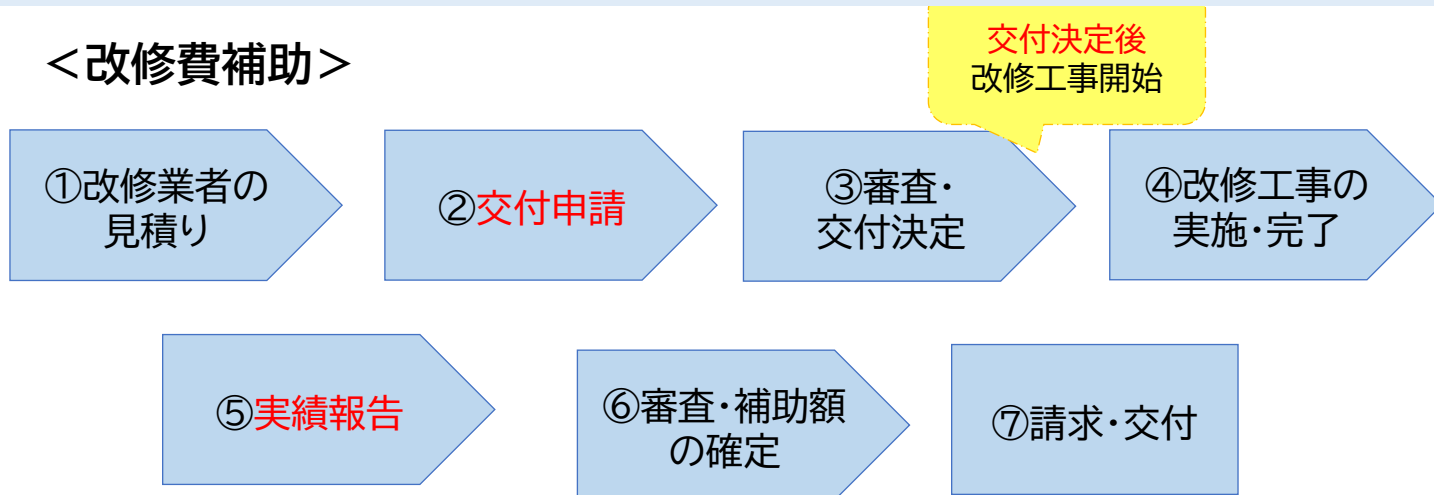 ＜改修費補助＞
交付決定後
改修工事開始
①改修業者の
見積り
②交付申請
③審査・
交付決定
④改修工事の
実施・完了
⑤実績報告
⑥審査・補助額
の確定
⑦請求・交付